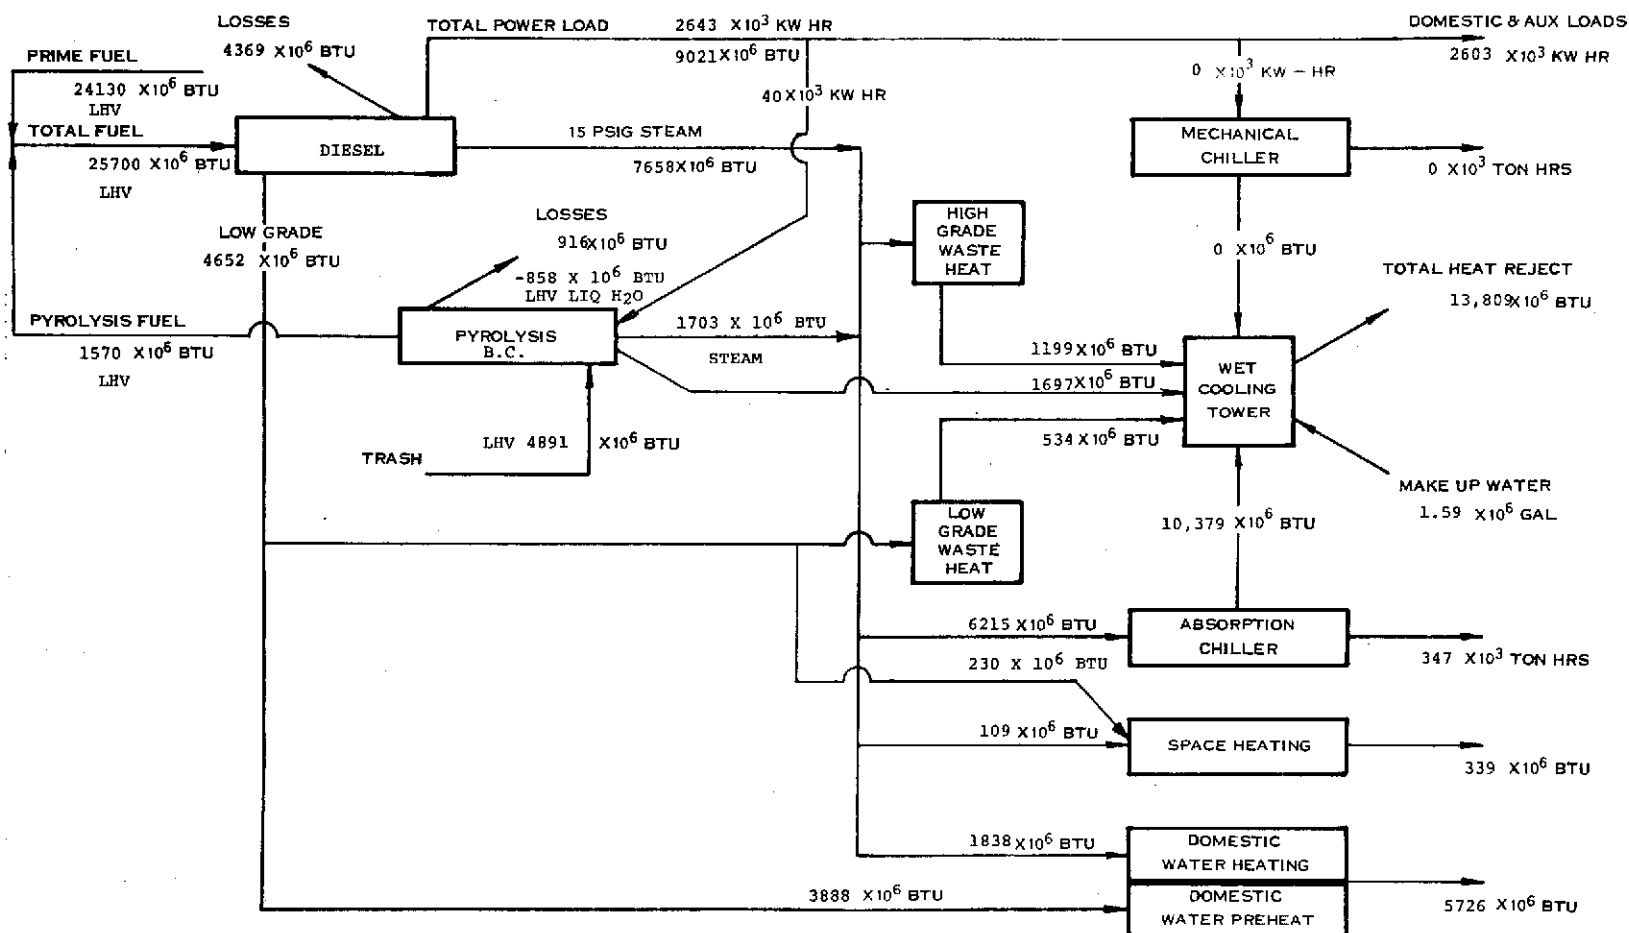 LOSSES
4369 X10⁶ BTU
TOTAL POWER LOAD
2643 X10³ KW HR
9021X10⁶ BTU
DOMESTIC & AUX LOADS
2603 X10³ KW HR
PRIME FUEL
24130 X10⁶ BTU
LHV
TOTAL FUEL
25700 X10⁶ BTU
LHV
DIESEL
15 PSIG STEAM
7658X10⁶ BTU
40X10³ KW HR
0 X10³ KW - HR
MECHANICAL
CHILLER
0 X10³ TON HRS
0 X10⁶ BTU
LOW GRADE
4652 X10⁶ BTU
LOSSES
916X10⁶ BTU
-858 X 10⁶ BTU
LHV LIQ H₂O
HIGH
GRADE
WASTE
HEAT
TOTAL HEAT REJECT
13,809X10⁶ BTU
PYROLYSIS FUEL
1570 X10⁶ BTU
LHV
PYROLYSIS
B.C.
1703 X 10⁶ BTU
STEAM
1199X10⁶ BTU
1697X10⁶ BTU
534 X10⁶ BTU
WET
COOLING
TOWER
LHV 4891 X10⁶ BTU
TRASH
MAKE UP WATER
1.59 X10⁶ GAL
LOW
GRADE
WASTE
HEAT
10,379 X10⁶ BTU
6215 X10⁶ BTU
ABSORPTION
CHILLER
347 X10³ TON HRS
230 X 10⁶ BTU
109 X10⁶ BTU
SPACE HEATING
339 X10⁶ BTU
1838X10⁶ BTU
DOMESTIC
WATER HEATING
3888 X10⁶ BTU
DOMESTIC
WATER PREHEAT
5726 X10⁶ BTU